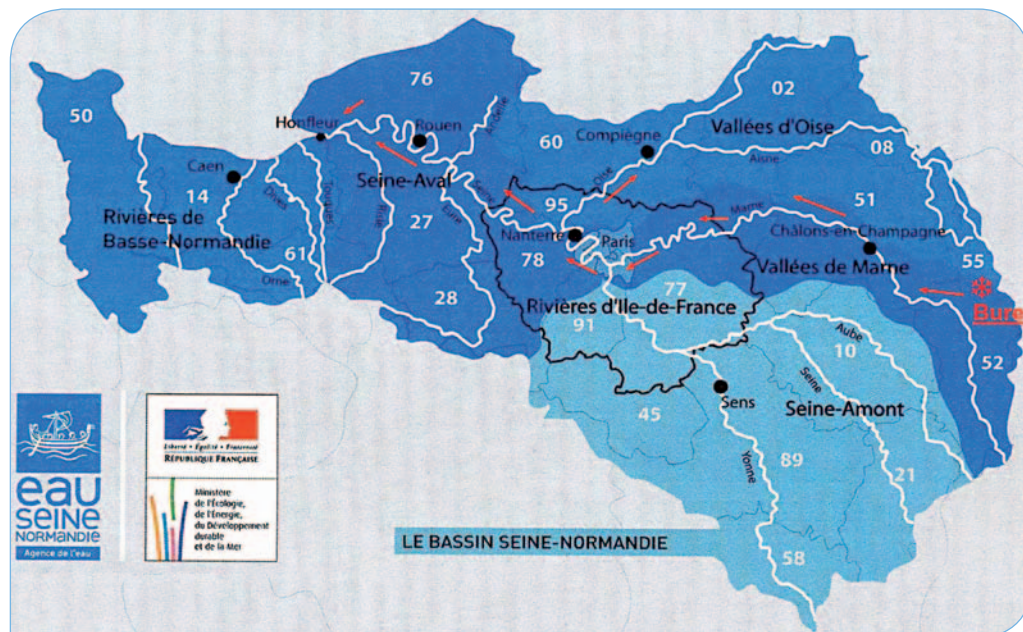 76
02
50
Honfleur
Rouen
Andelle
60
Compiègne
Vallées d'Oise
08
Caen
Oise
Aisne
14
Seine-Aval
Seine
51
Dives
Touques
Risle
Eure
95
Marne
Rivières de
Basse-Normandie
27
Nanterre
Paris
Châlons-en-Champagne
61
78
Vallées de Marne
55
Orne
77
Bure
28
Rivières d'Ile-de-France
91
Aube
10
52
Sens
Seine
Seine-Amont
45
Yonne
89
21
58
eau
SEINE
NORMANDIE
Agence de l'eau
Liberté • Égalité • Fraternité
RÉPUBLIQUE FRANÇAISE
Ministère
de l'Écologie,
de l'Énergie,
du Développement
durable
et de la Mer
LE BASSIN SEINE-NORMANDIE